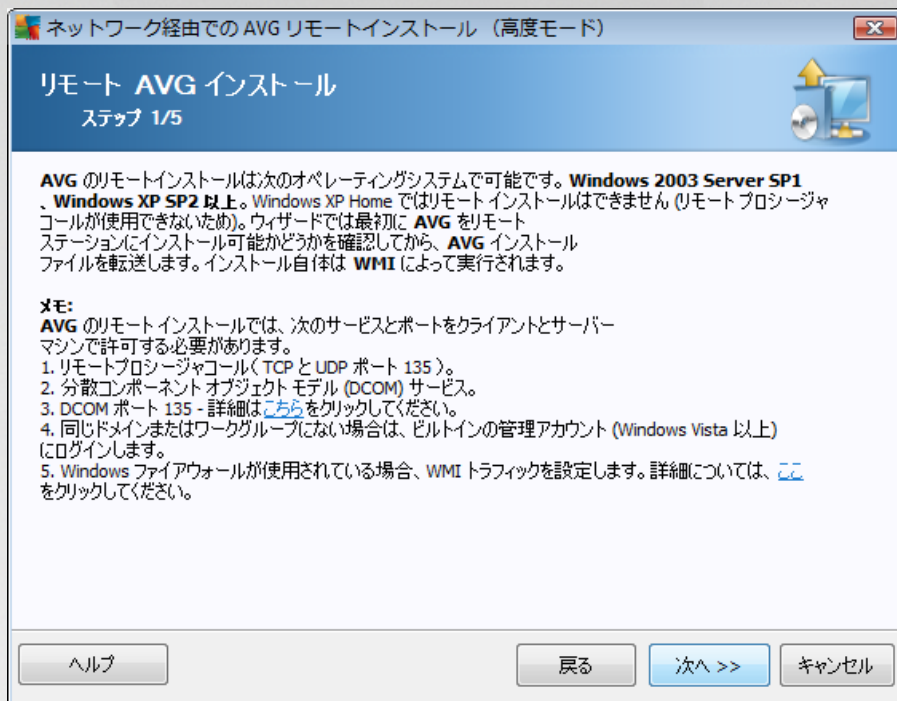 ネットワーク経由での AVG リモートインストール （高度モード）
リモート AVG インストール
ステップ 1/5
AVG のリモートインストールは次のオペレーティングシステムで可能です。Windows 2003 Server SP1
、Windows XP SP2 以上。Windows XP Home ではリモート インストールはできません (リモート プロシージャ
コールが使用できないため)。ウィザードでは最初に AVG をリモート
ステーションにインストール可能かどうかを確認してから、AVG インストール
ファイルを転送します。インストール自体は WMI によって実行されます。
メモ:
AVG のリモート インストールでは、次のサービスとポートをクライアントとサーバー
マシンで許可する必要があります。
1. リモートプロシージャコール（ TCP と UDP ポート 135 ）。
2. 分散コンポーネント オブジェクト モデル (DCOM) サービス。
3. DCOM ポート 135 - 詳細はこちらをクリックしてください。
4. 同じドメインまたはワークグループにない場合は、ビルトインの管理アカウント (Windows Vista 以上)
にログインします。
5. Windows ファイアウォールが使用されている場合、WMI トラフィックを設定します。詳細については、ここ
をクリックしてください。
ヘルプ
戻る
次へ >>
キャンセル